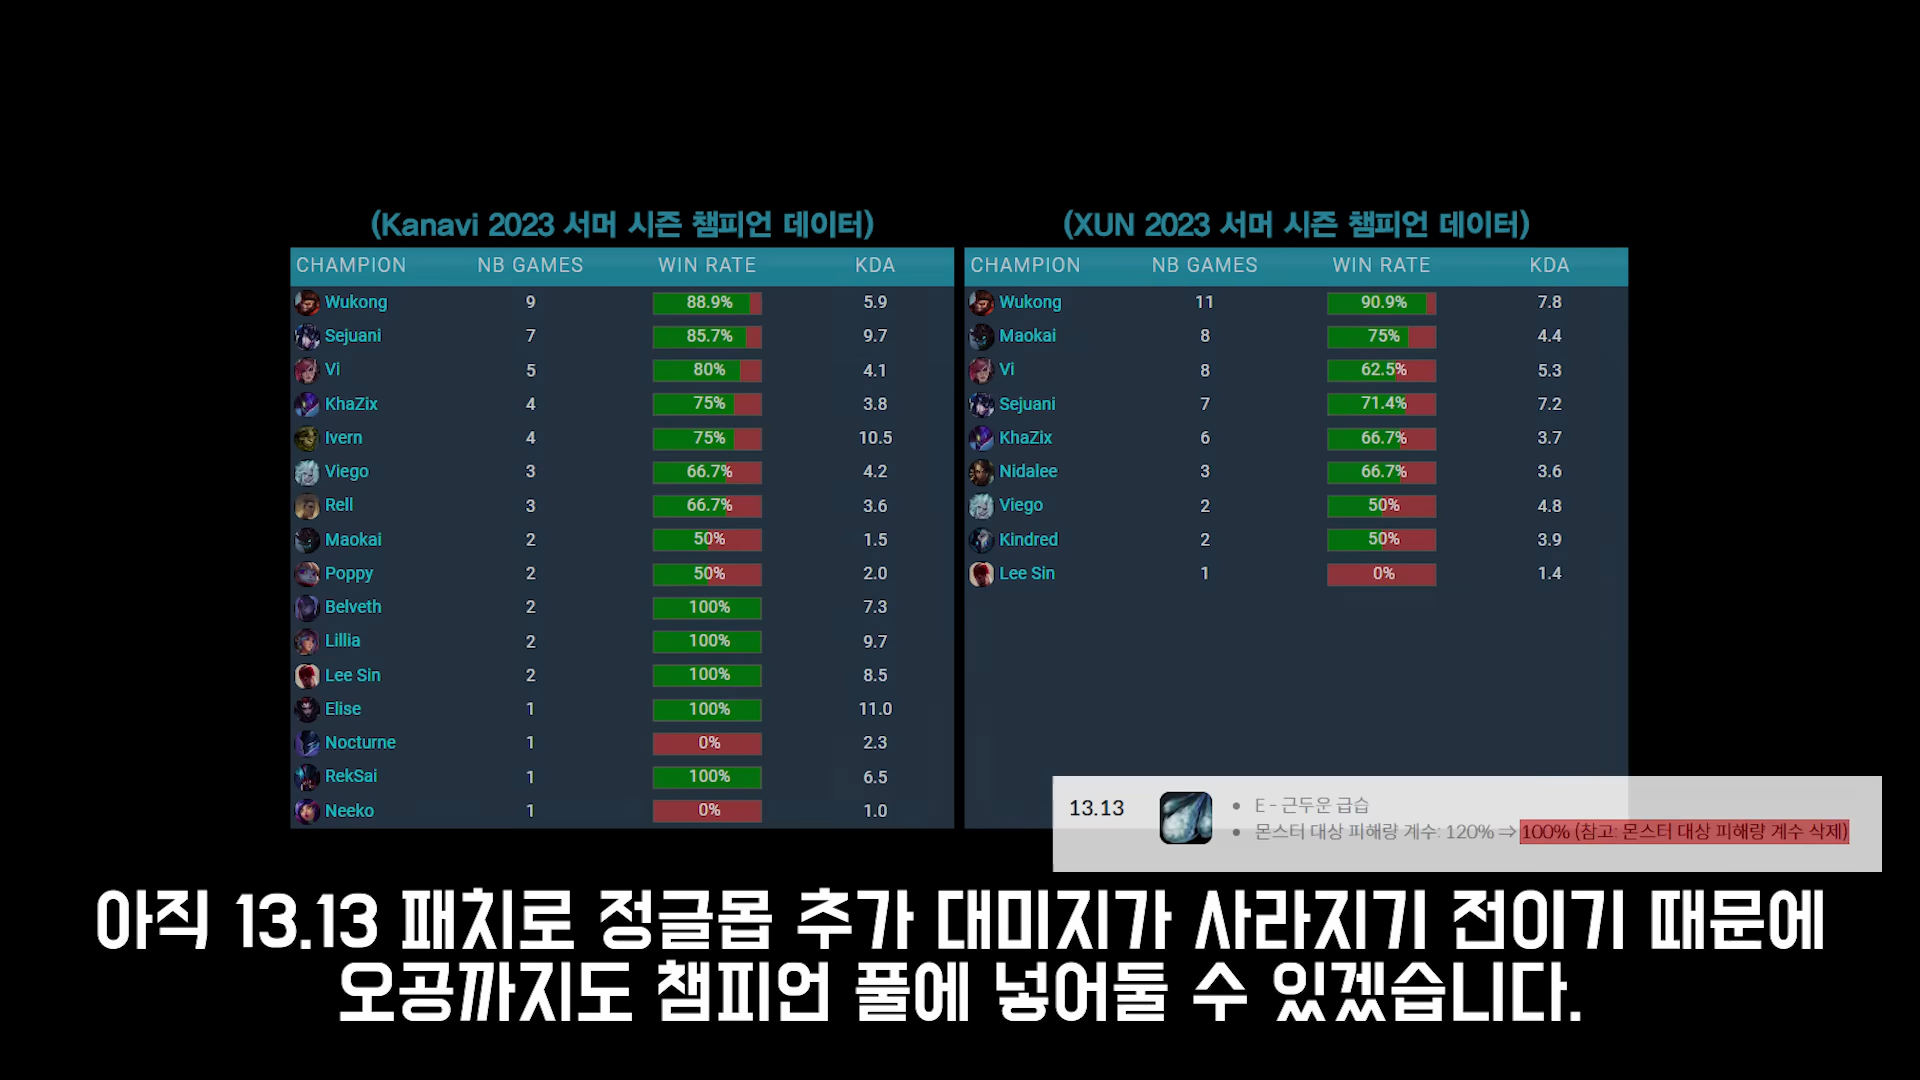 (Kanavi 2023 서머 시즌 챔피언 데이터)
CHAMPION NB GAMES WIN RATE KDA
Wukong 9 88.9% 5.9
Sejuani 7 85.7% 9.7
Vi 5 80% 4.1
KhaZix 4 75% 3.8
Ivern 4 75% 10.5
Viego 3 66.7% 4.2
Rell 3 66.7% 3.6
Maokai 2 50% 1.5
Poppy 2 50% 2.0
Belveth 2 100% 7.3
Lillia 2 100% 9.7
Lee Sin 2 100% 8.5
Elise 1 100% 11.0
Nocturne 1 0% 2.3
RekSai 1 100% 6.5
Neeko 1 0% 1.0
(XUN 2023 서머 시즌 챔피언 데이터)
CHAMPION NB GAMES WIN RATE KDA
Wukong 11 90.9% 7.8
Maokai 8 75% 4.4
Vi 8 62.5% 5.3
Sejuani 7 71.4% 7.2
KhaZix 6 66.7% 3.7
Nidalee 3 66.7% 3.6
Viego 2 50% 4.8
Kindred 2 50% 3.9
Lee Sin 1 0% 1.4
13.13
• E - 근두운 급습
• 몬스터 대상 피해량 계수: 120% ⇒ 100% (참고: 몬스터 대상 피해량 계수 삭제)
아직 13.13 패치로 정글몹 추가 대미지가 사라지기 전이기 때문에
오공까지도 챔피언 풀에 넣어둘 수 있겠습니다.